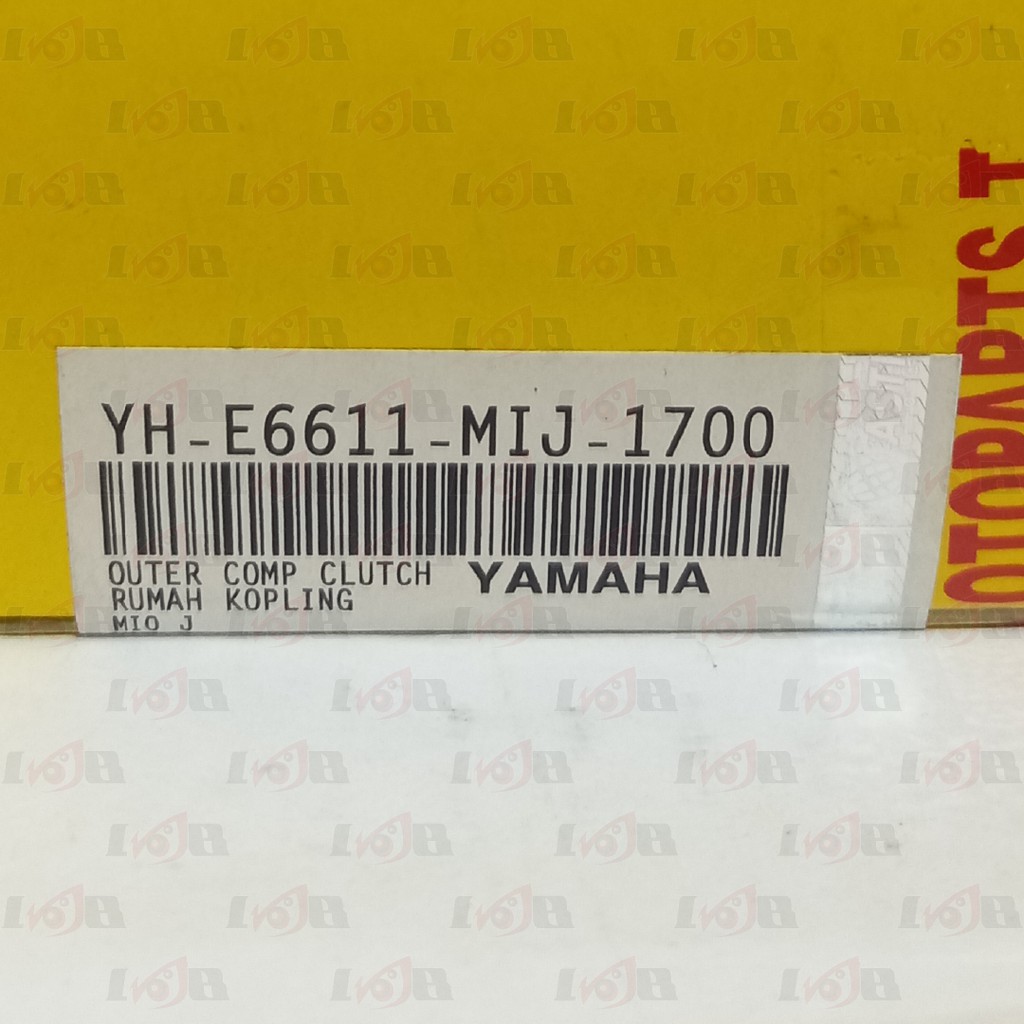 YH-E6611-MIJ-1700
OUTER COMP CLUTCH YAMAHA
RUMAH KOPLING
MIO J
OTOPARTS T